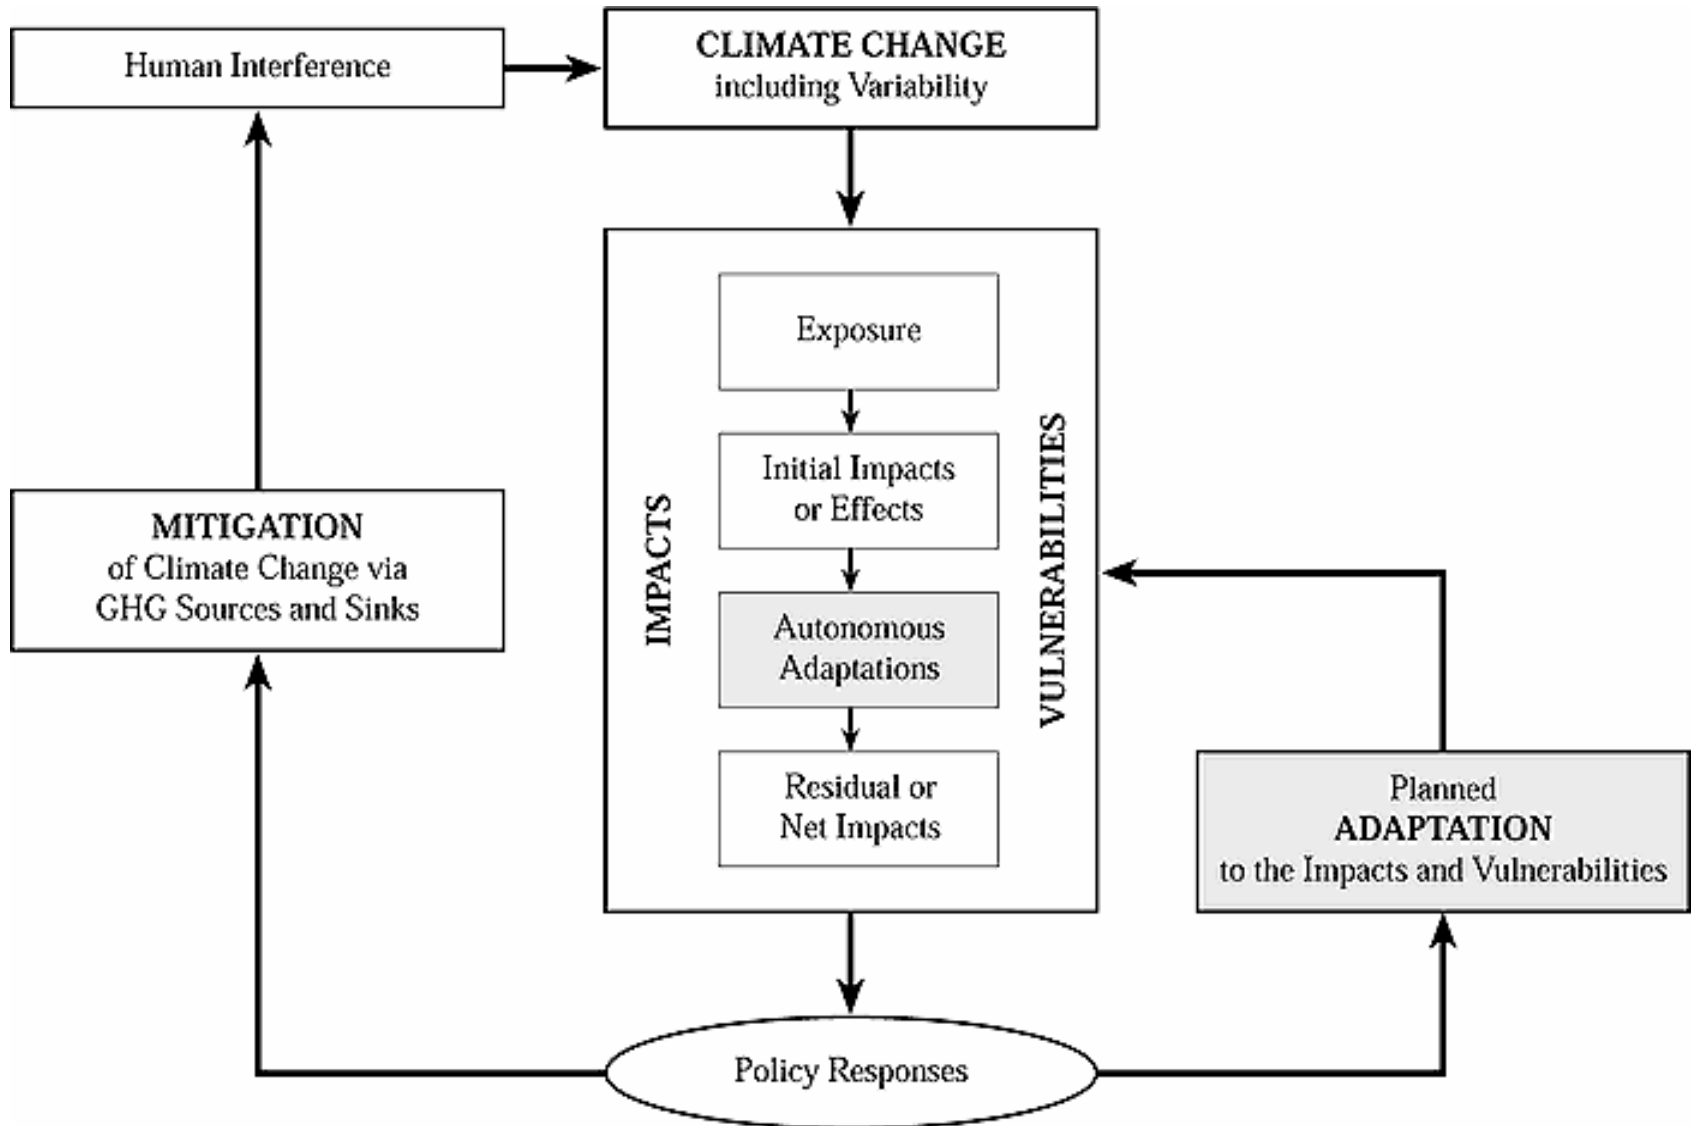 Human Interference
CLIMATE CHANGE
including Variability
Exposure
Initial Impacts
or Effects
IMPACTS
VULNERABILITIES
MITIGATION
of Climate Change via
GHG Sources and Sinks
Autonomous
Adaptations
Residual or
Net Impacts
Planned
ADAPTATION
to the Impacts and Vulnerabilities
Policy Responses